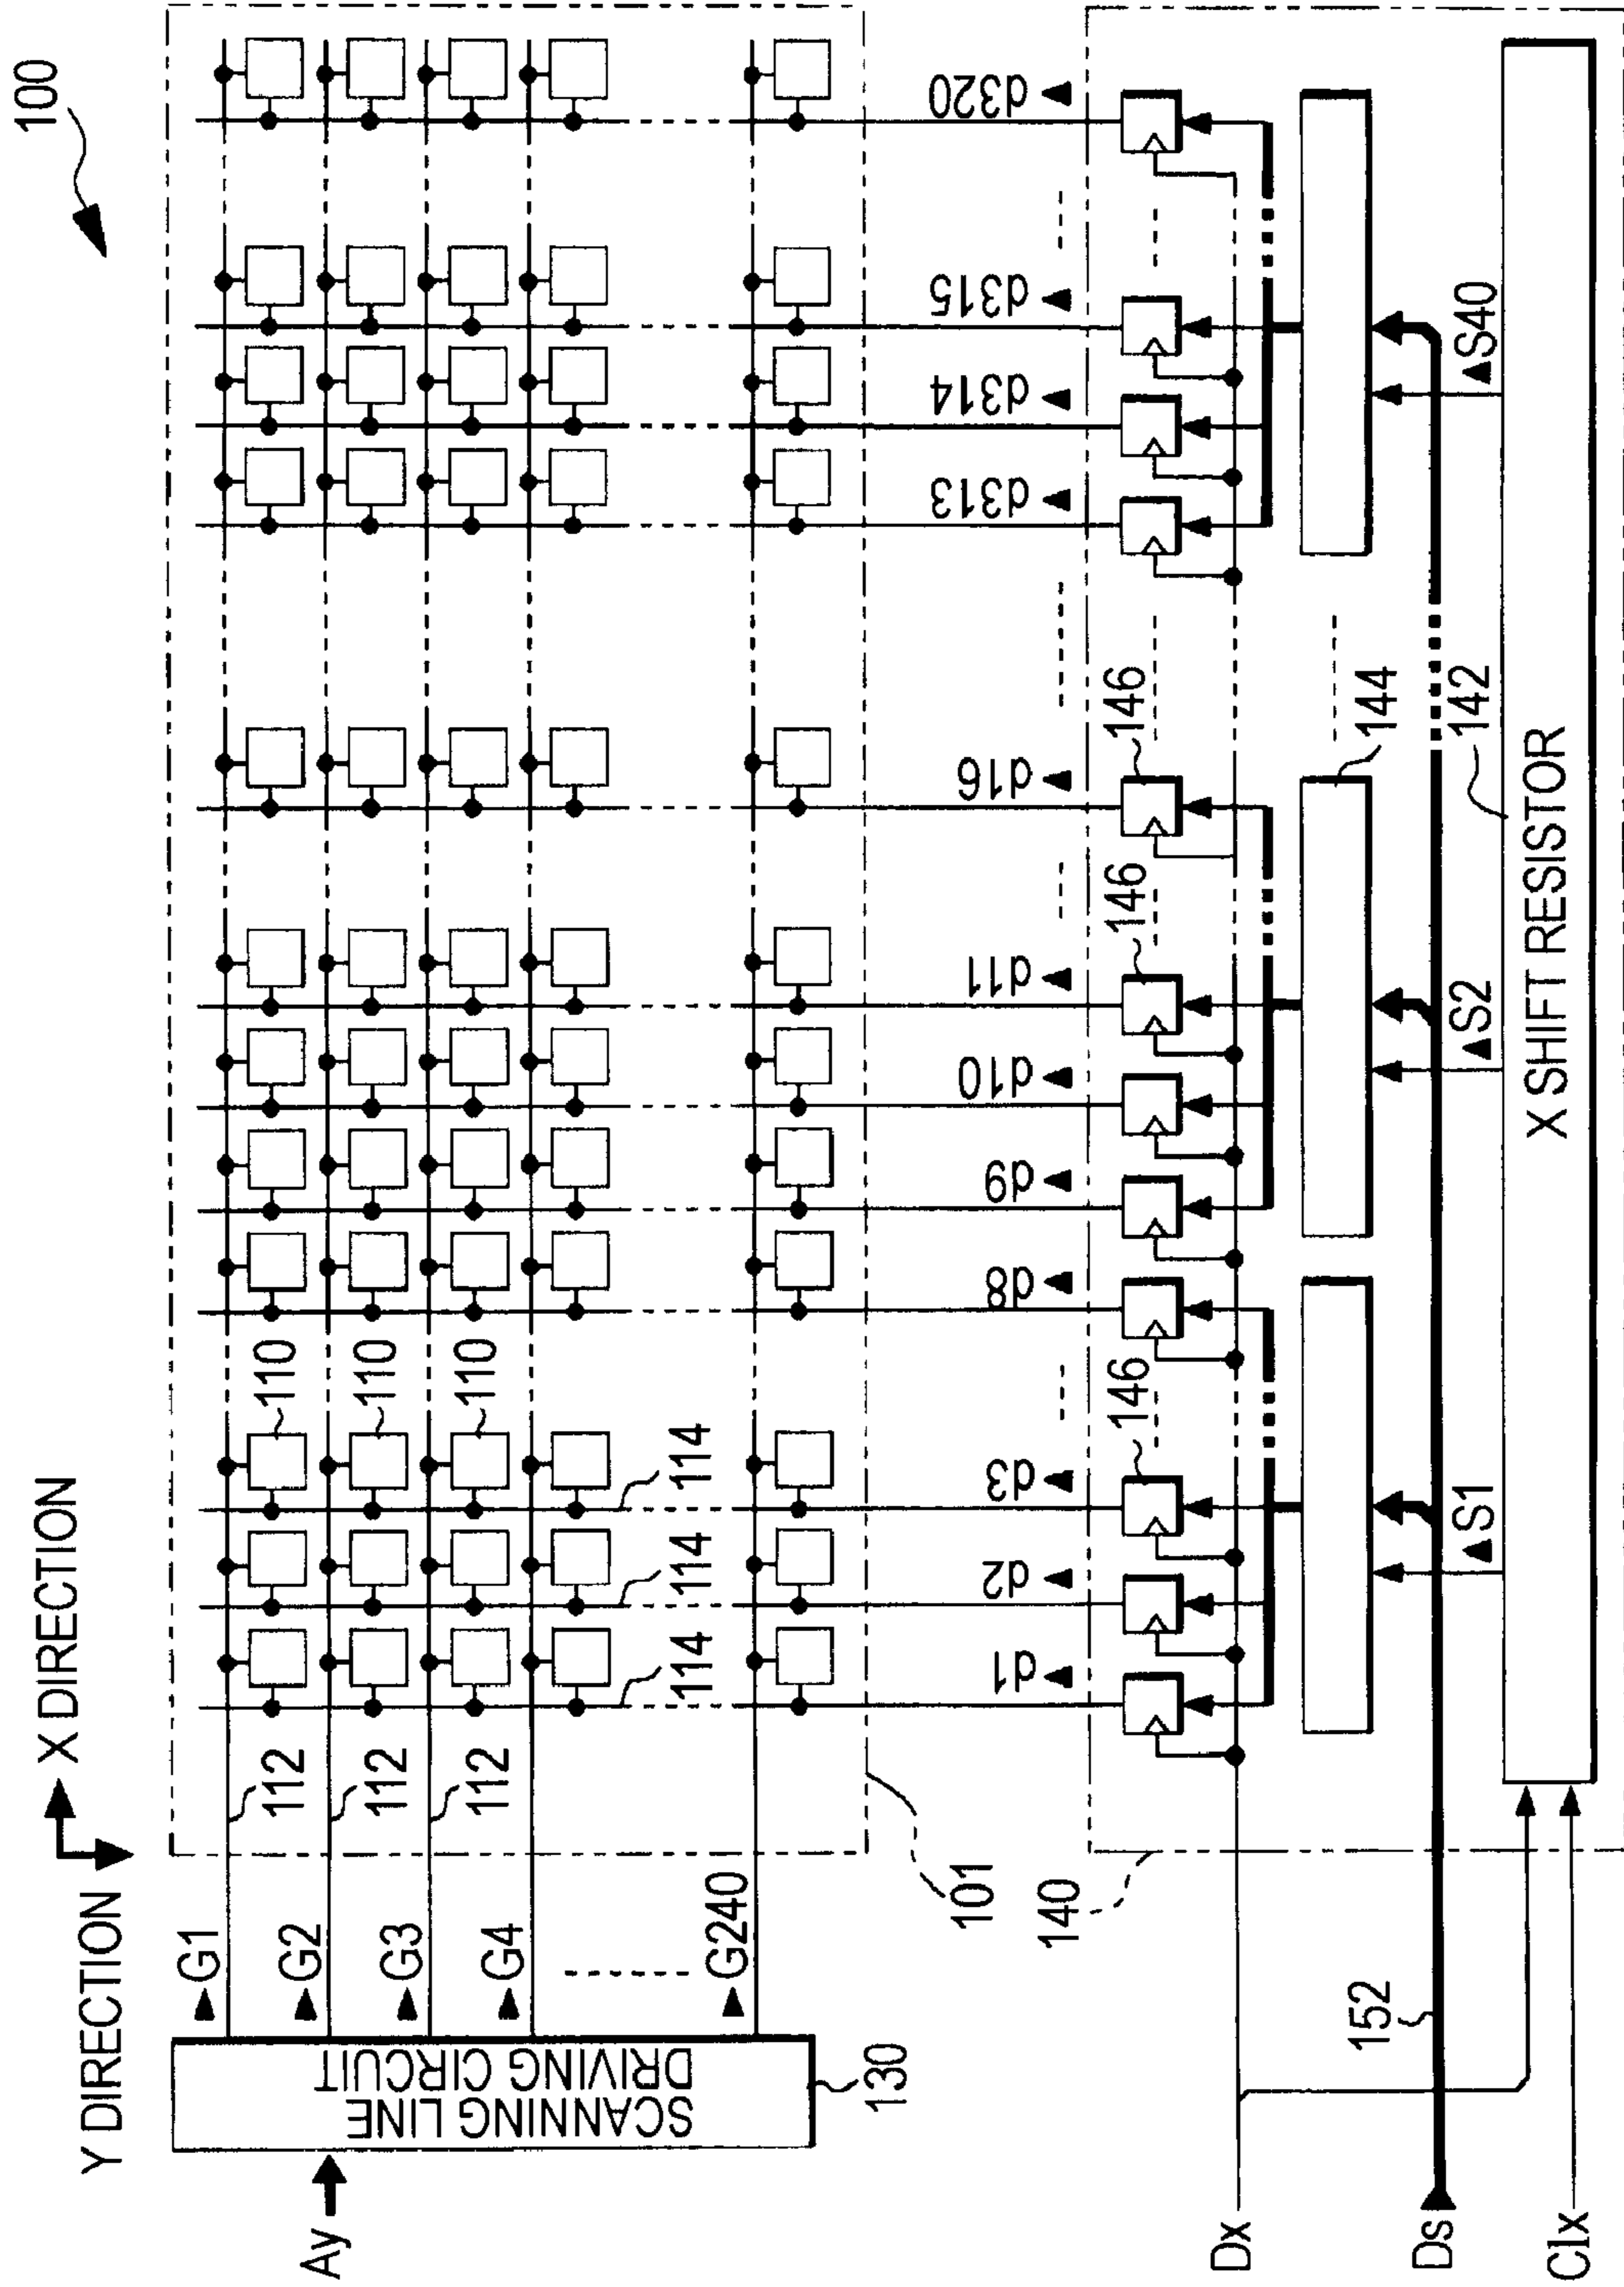 100
X DIRECTION
Y DIRECTION
G1
G2
G3
G4
G240
112
112
112
110
110
110
114
114
114
Ay
SCANNING LINE
DRIVING CIRCUIT
130
101
140
d1
d2
d3
d8
d9
d10
d11
d16
d313
d314
d315
d320
146
146
146
144
142
152
S1
S2
S40
X SHIFT RESISTOR
Dx
Ds
Clx